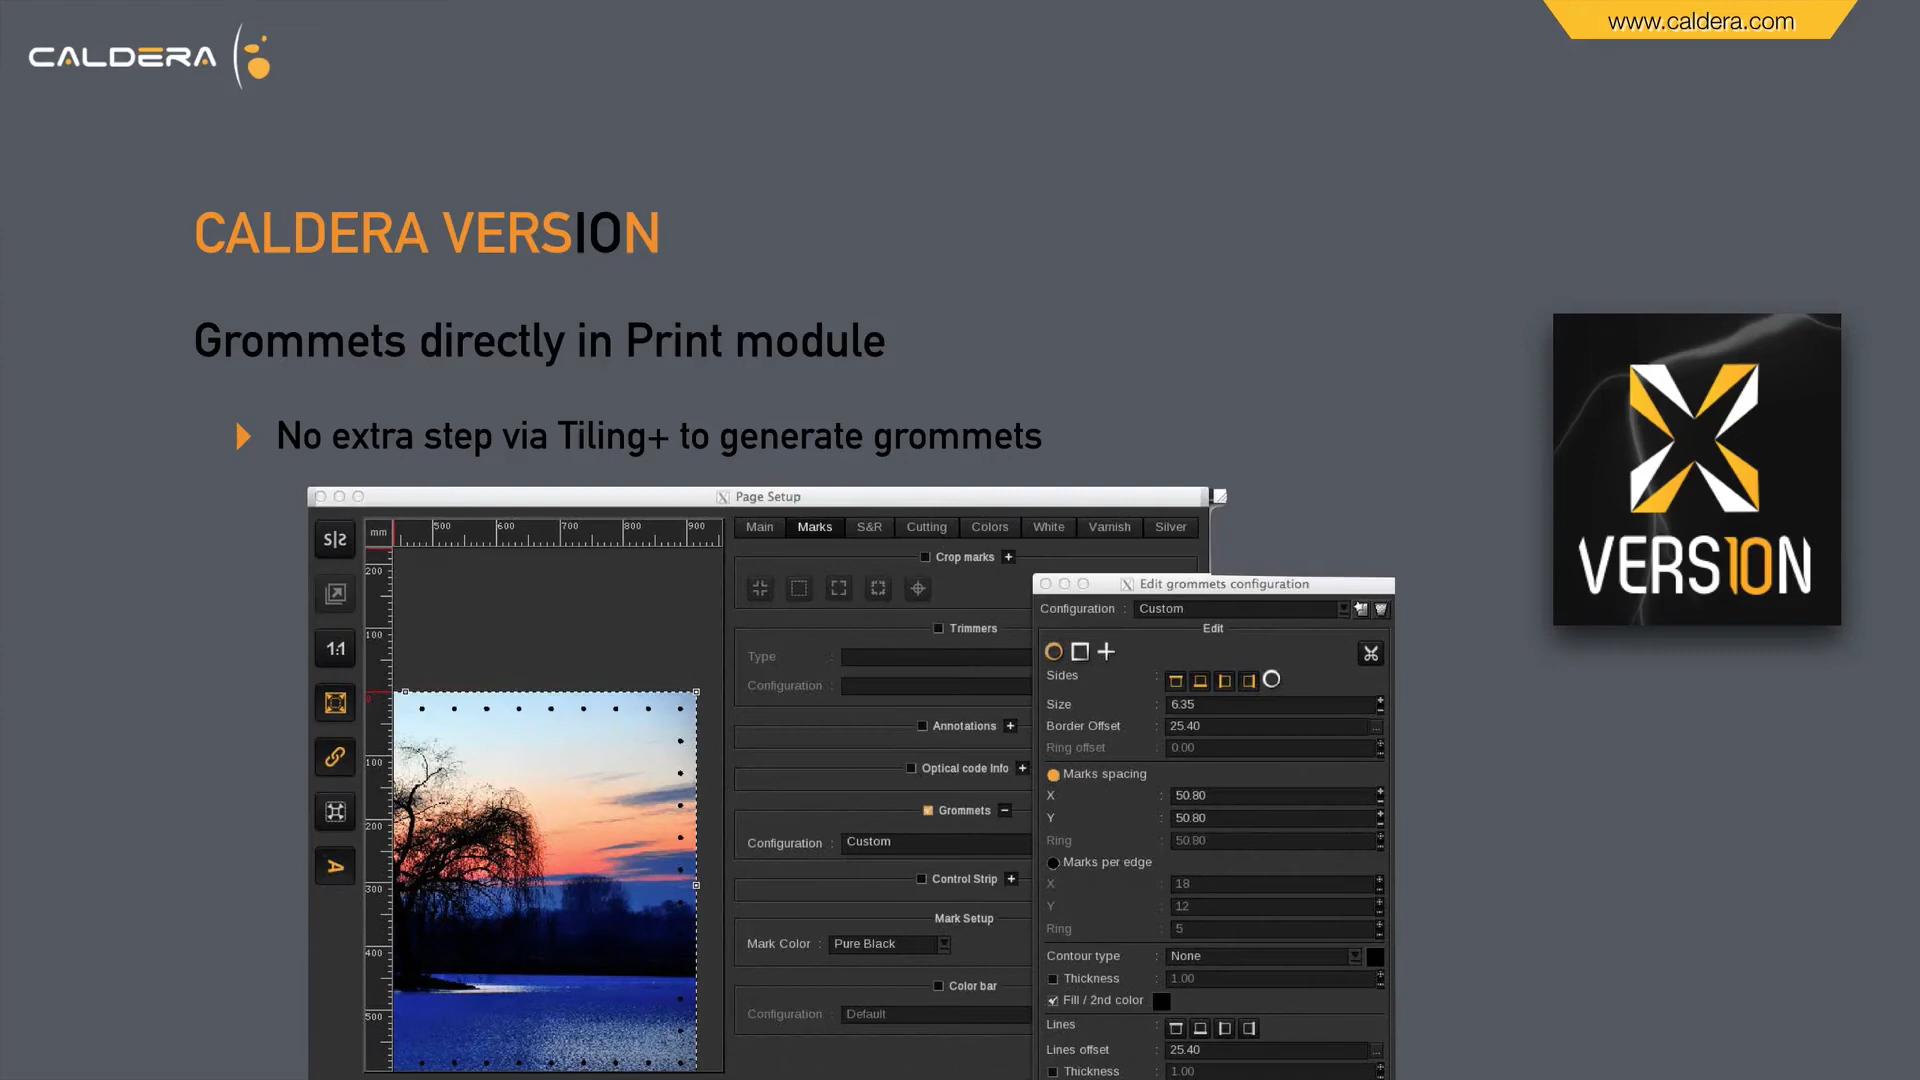 CALDERA
www.caldera.com
CALDERA VERSION
Grommets directly in Print module
No extra step via Tiling+ to generate grommets
VERS10N
Page Setup
S|S
1:1
A
mm
500 600 700 800 900
200
100
0
100
200
300
400
500
Main Marks S&R Cutting Colors White Varnish Silver
Crop marks +
Trimmers
Type :
Configuration :
Annotations +
Optical code Info +
Grommets −
Configuration : Custom
Control Strip +
Mark Setup
Mark Color : Pure Black
Color bar
Configuration : Default
Edit grommets configuration
Configuration : Custom
Edit
Sides :
Size : 6.35
Border Offset : 25.40 ...
Ring offset : 0.00
Marks spacing
X : 50.80
Y : 50.80
Ring : 50.80
Marks per edge
X : 18
Y : 12
Ring : 5
Contour type : None
Thickness : 1.00
Fill / 2nd color
Lines :
Lines offset : 25.40 ...
Thickness : 1.00